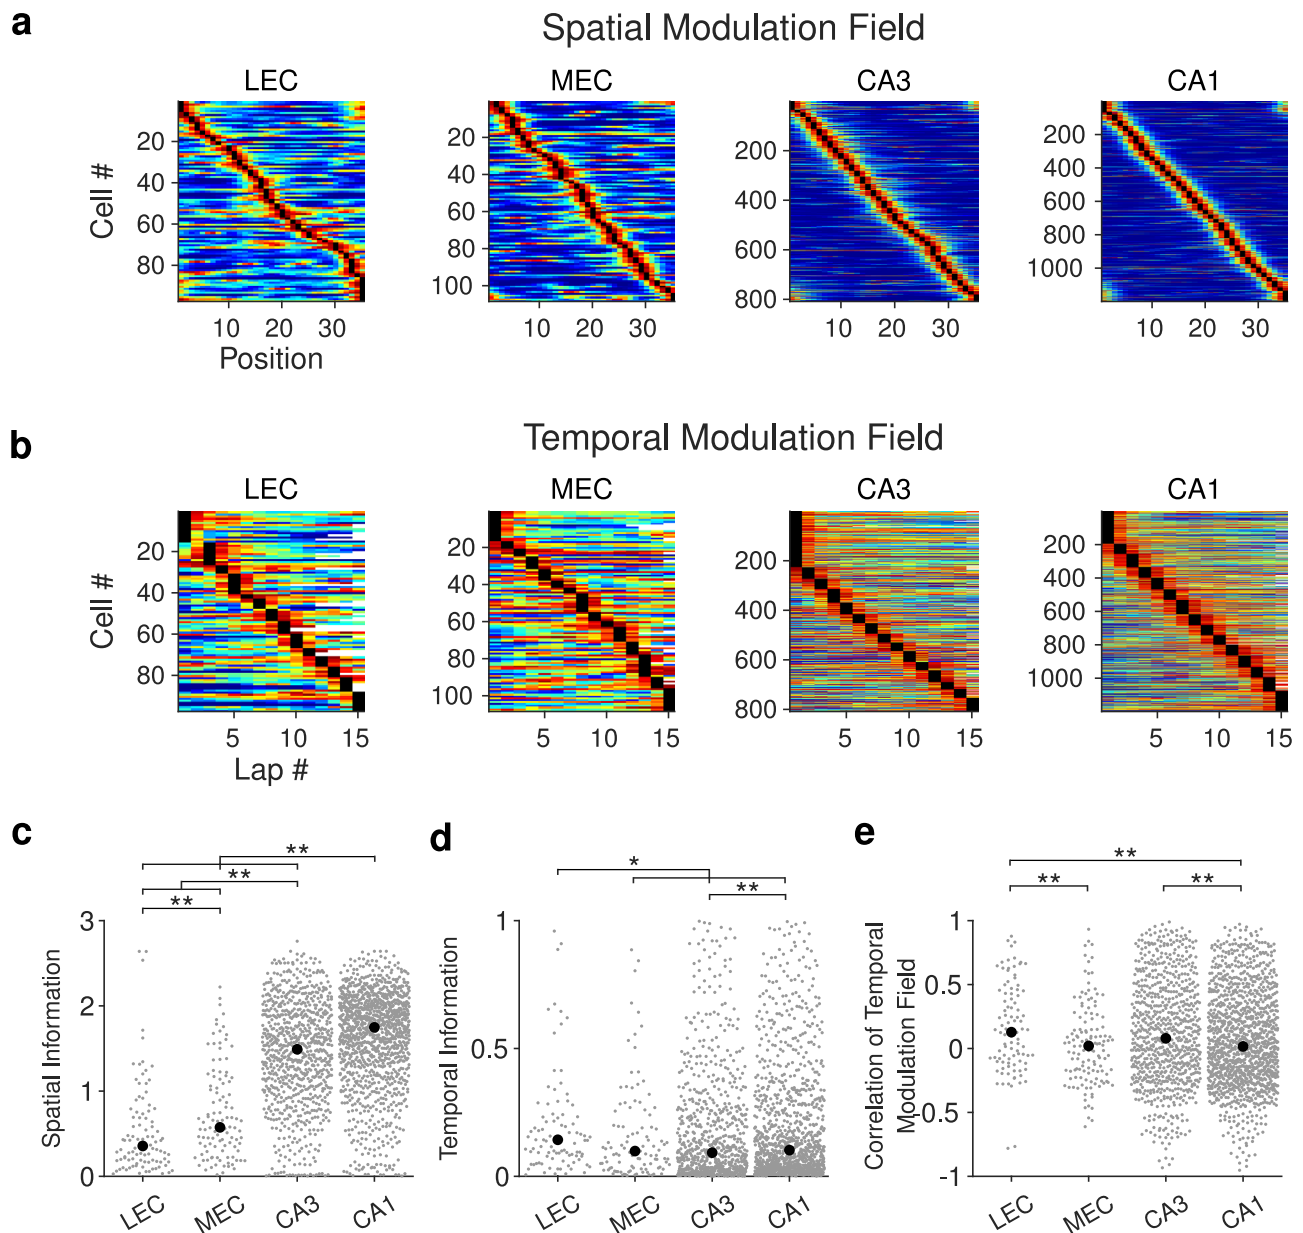 a
Spatial Modulation Field
LEC MEC CA3 CA1
Cell #
20 40 60 80
20 40 60 80 100
200 400 600 800
200 400 600 800 1000
10 20 30
10 20 30
10 20 30
10 20 30
Position
b
Temporal Modulation Field
LEC MEC CA3 CA1
Cell #
20 40 60 80
20 40 60 80 100
200 400 600 800
200 400 600 800 1000
5 10 15
5 10 15
5 10 15
5 10 15
Lap #
c
**
**
**
Spatial Information
3
2
1
0
LEC MEC CA3 CA1
d
*
**
Temporal Information
1
0.5
0
LEC MEC CA3 CA1
e
**
** **
Correlation of Temporal
Modulation Field
1
0.5
0
-0.5
-1
LEC MEC CA3 CA1